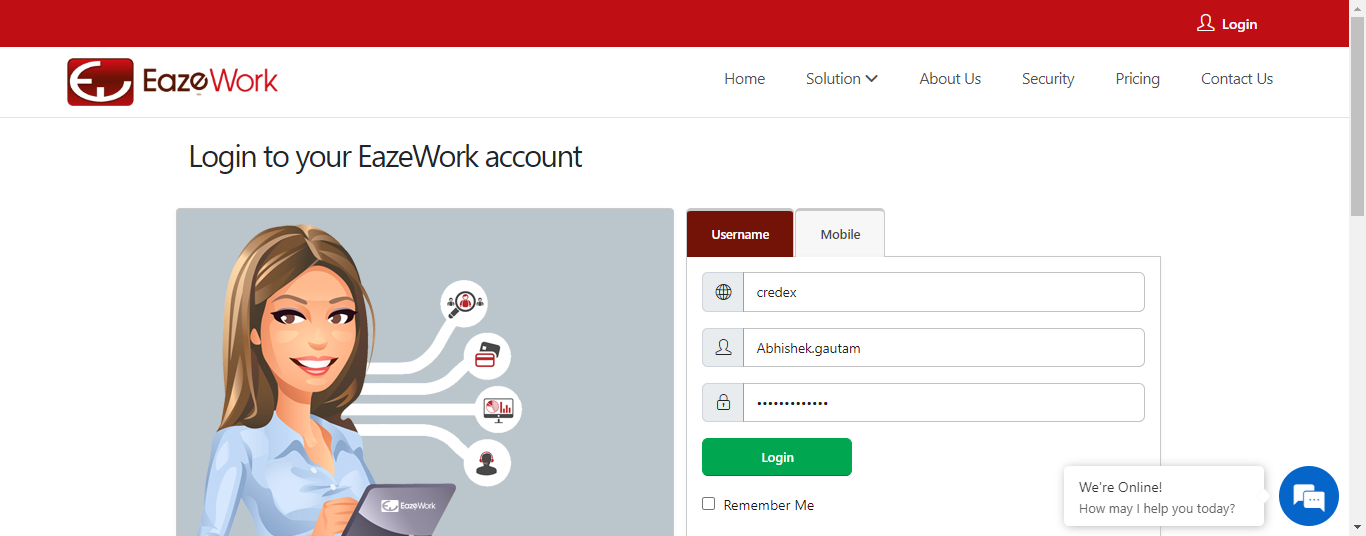 Login
EazeWork
Home Solution About Us Security Pricing Contact Us
Login to your EazeWork account
Username Mobile
credex
Abhishek.gautam
•••••••••••••
Login
Remember Me
EazeWork
We're Online!
How may I help you today?